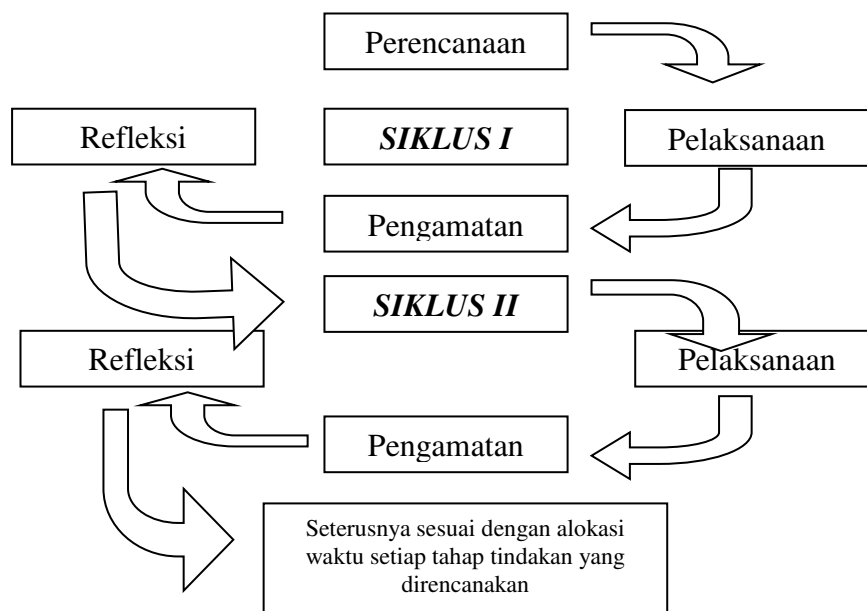 Perencanaan
Refleksi
SIKLUS I
Pelaksanaan
Pengamatan
SIKLUS II
Refleksi
Pelaksanaan
Pengamatan
Seterusnya sesuai dengan alokasi
waktu setiap tahap tindakan yang
direncanakan